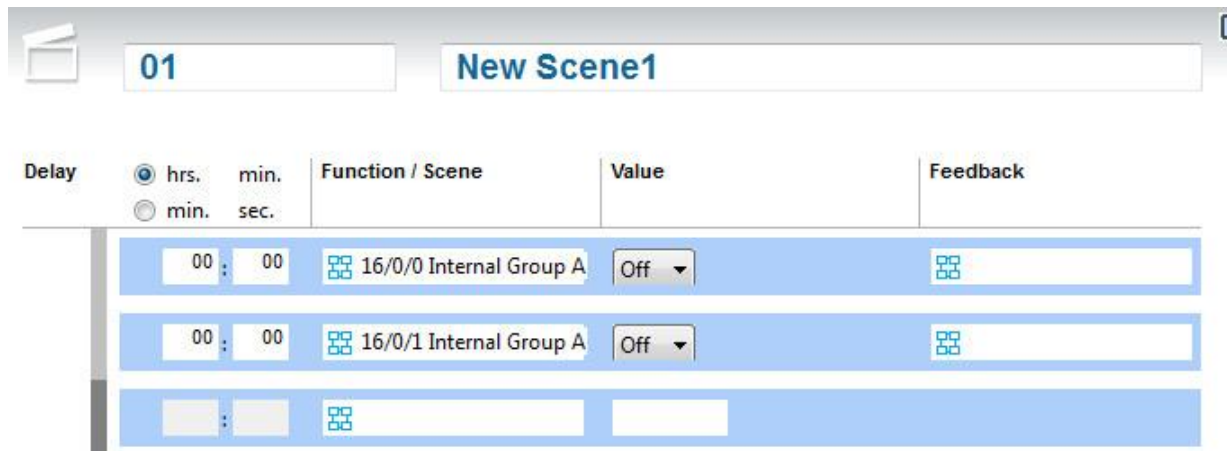 01 New Scene1
Delay hrs. min. Function / Scene Value Feedback
min. sec.
00 : 00 16/0/0 Internal Group A Off
00 : 00 16/0/1 Internal Group A Off
: